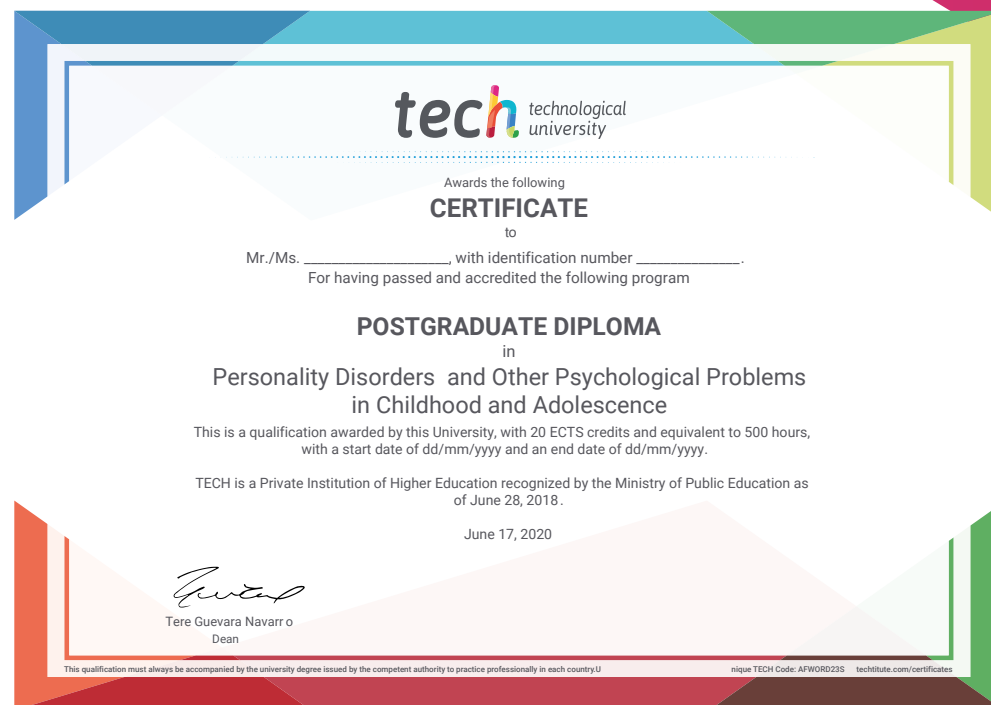 tech technological
university
Awards the following
CERTIFICATE
to
Mr./Ms. ____________________, with identification number ______________.
For having passed and accredited the following program
POSTGRADUATE DIPLOMA
in
Personality Disorders and Other Psychological Problems
in Childhood and Adolescence
This is a qualification awarded by this University, with 20 ECTS credits and equivalent to 500 hours,
with a start date of dd/mm/yyyy and an end date of dd/mm/yyyy.
TECH is a Private Institution of Higher Education recognized by the Ministry of Public Education as
of June 28, 2018.
June 17, 2020
Tere Guevara Navarr o
Dean
This qualification must always be accompanied by the university degree issued by the competent authority to practice professionally in each country.U nique TECH Code: AFWORD23S techtitute.com/certificates